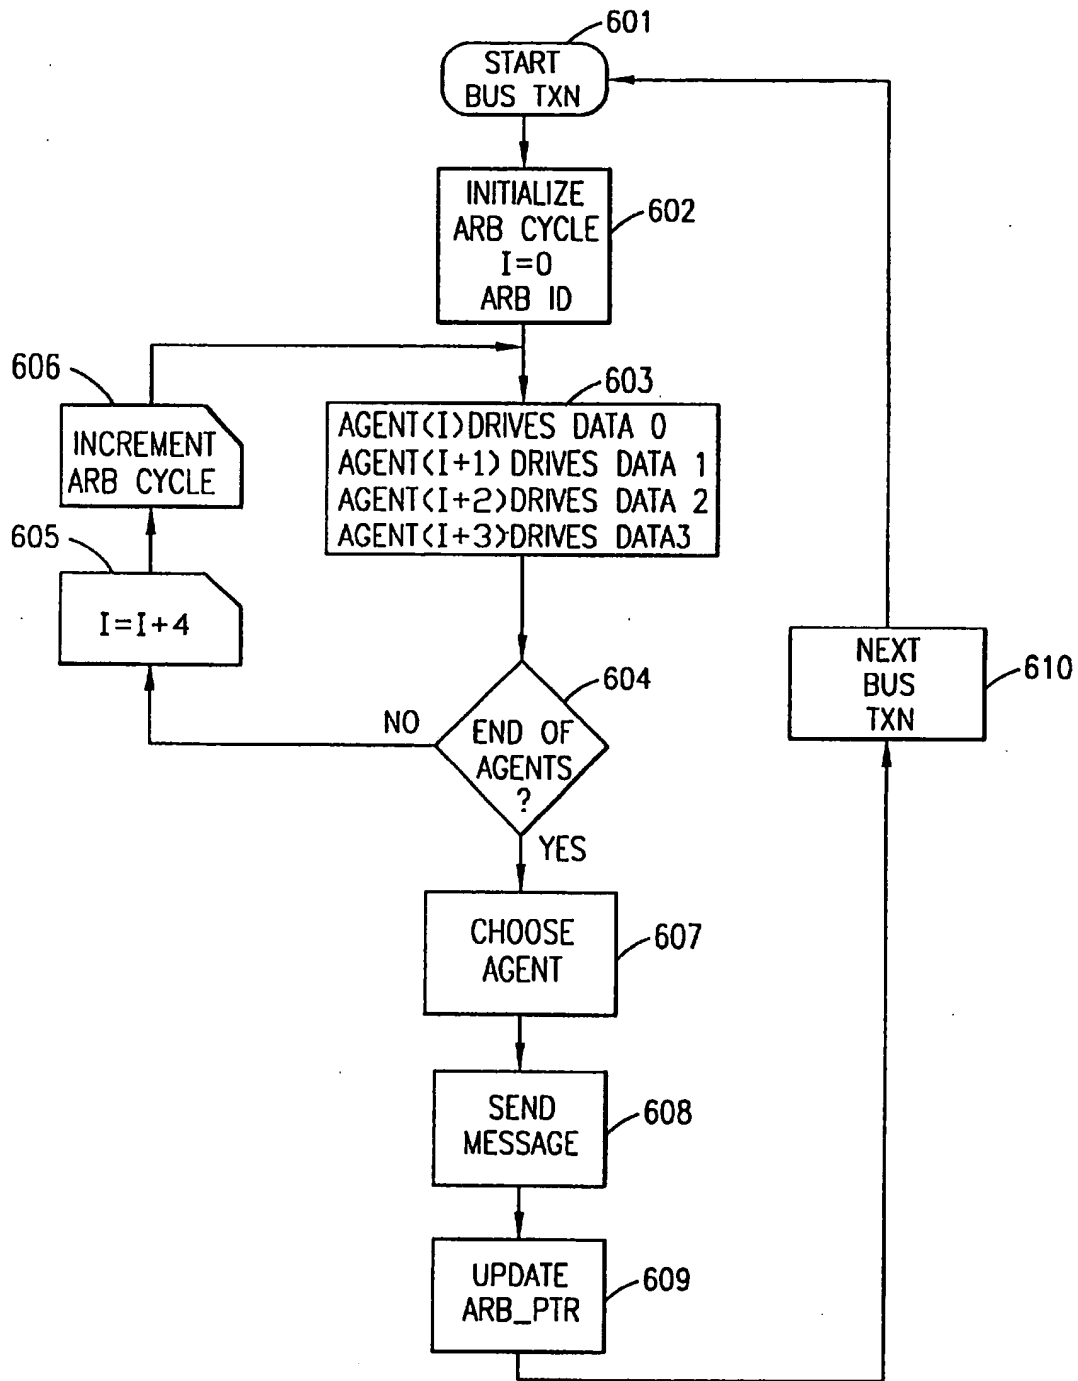 601
START
BUS TXN
INITIALIZE
ARB CYCLE
I=0
ARB ID
602
606
INCREMENT
ARB CYCLE
603
AGENT(I)DRIVES DATA 0
AGENT(I+1) DRIVES DATA 1
AGENT(I+2)DRIVES DATA 2
AGENT(I+3)DRIVES DATA3
605
I=I+4
604
NO
END OF
AGENTS
?
YES
NEXT
BUS
TXN
610
CHOOSE
AGENT
607
SEND
MESSAGE
608
UPDATE
ARB_PTR
609